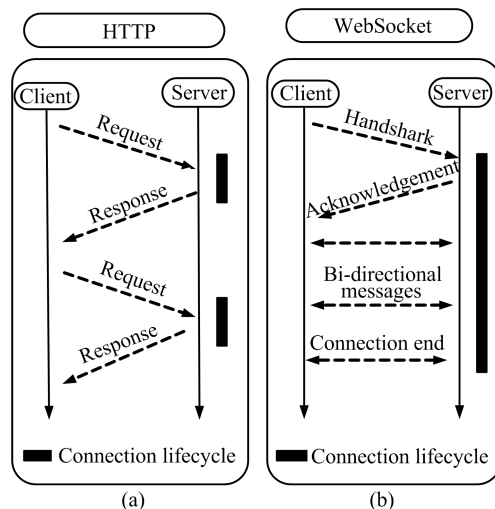 HTTP
Client
Server
Request
Response
Request
Response
Connection lifecycle
(a)
WebSocket
Client
Server
Handshark
Acknowledgement
Bi-directional
messages
Connection end
Connection lifecycle
(b)